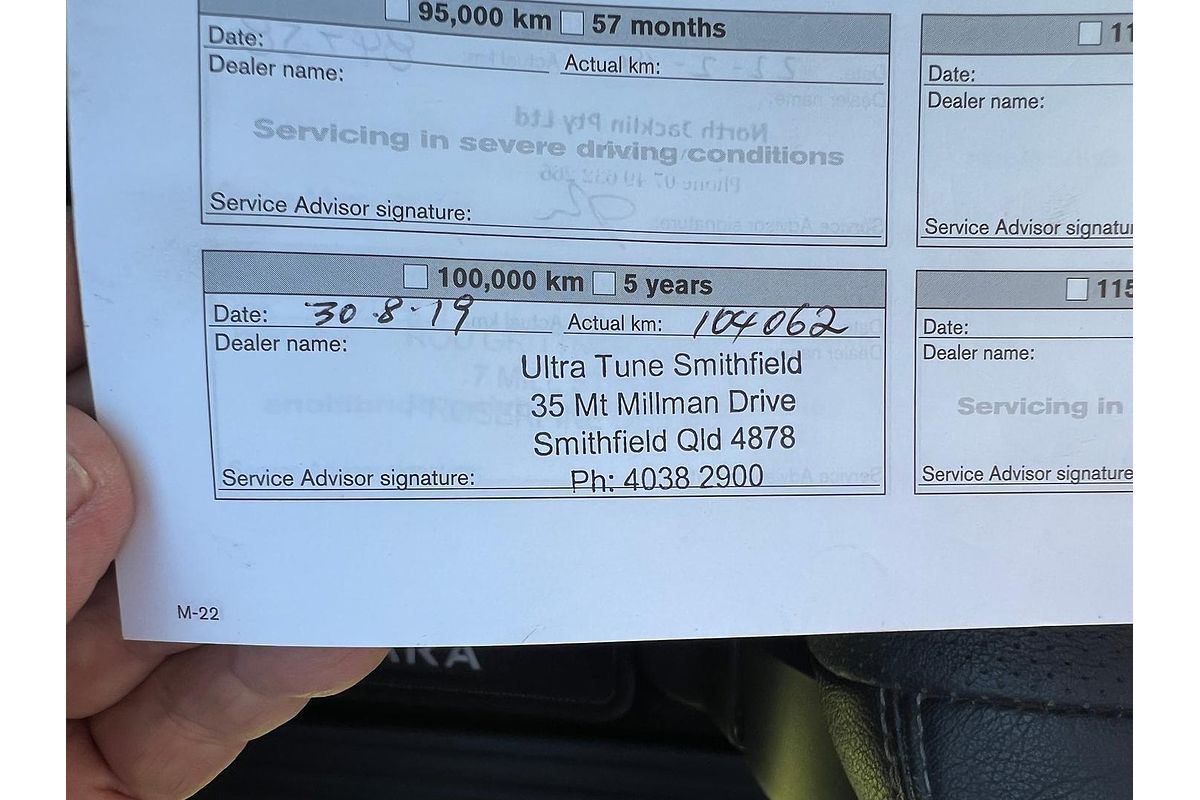 95,000 km 57 months
Date: Actual km:
Dealer name:
Servicing in severe driving conditions
Service Advisor signature:
100,000 km 5 years
Date: 30.8.19 Actual km: 104062
Dealer name:
Ultra Tune Smithfield
35 Mt Millman Drive
Smithfield Qld 4878
Service Advisor signature: Ph: 4038 2900
11
Date:
Dealer name:
Service Advisor signatu
115
Date:
Dealer name:
Servicing in
Service Advisor signature
M-22